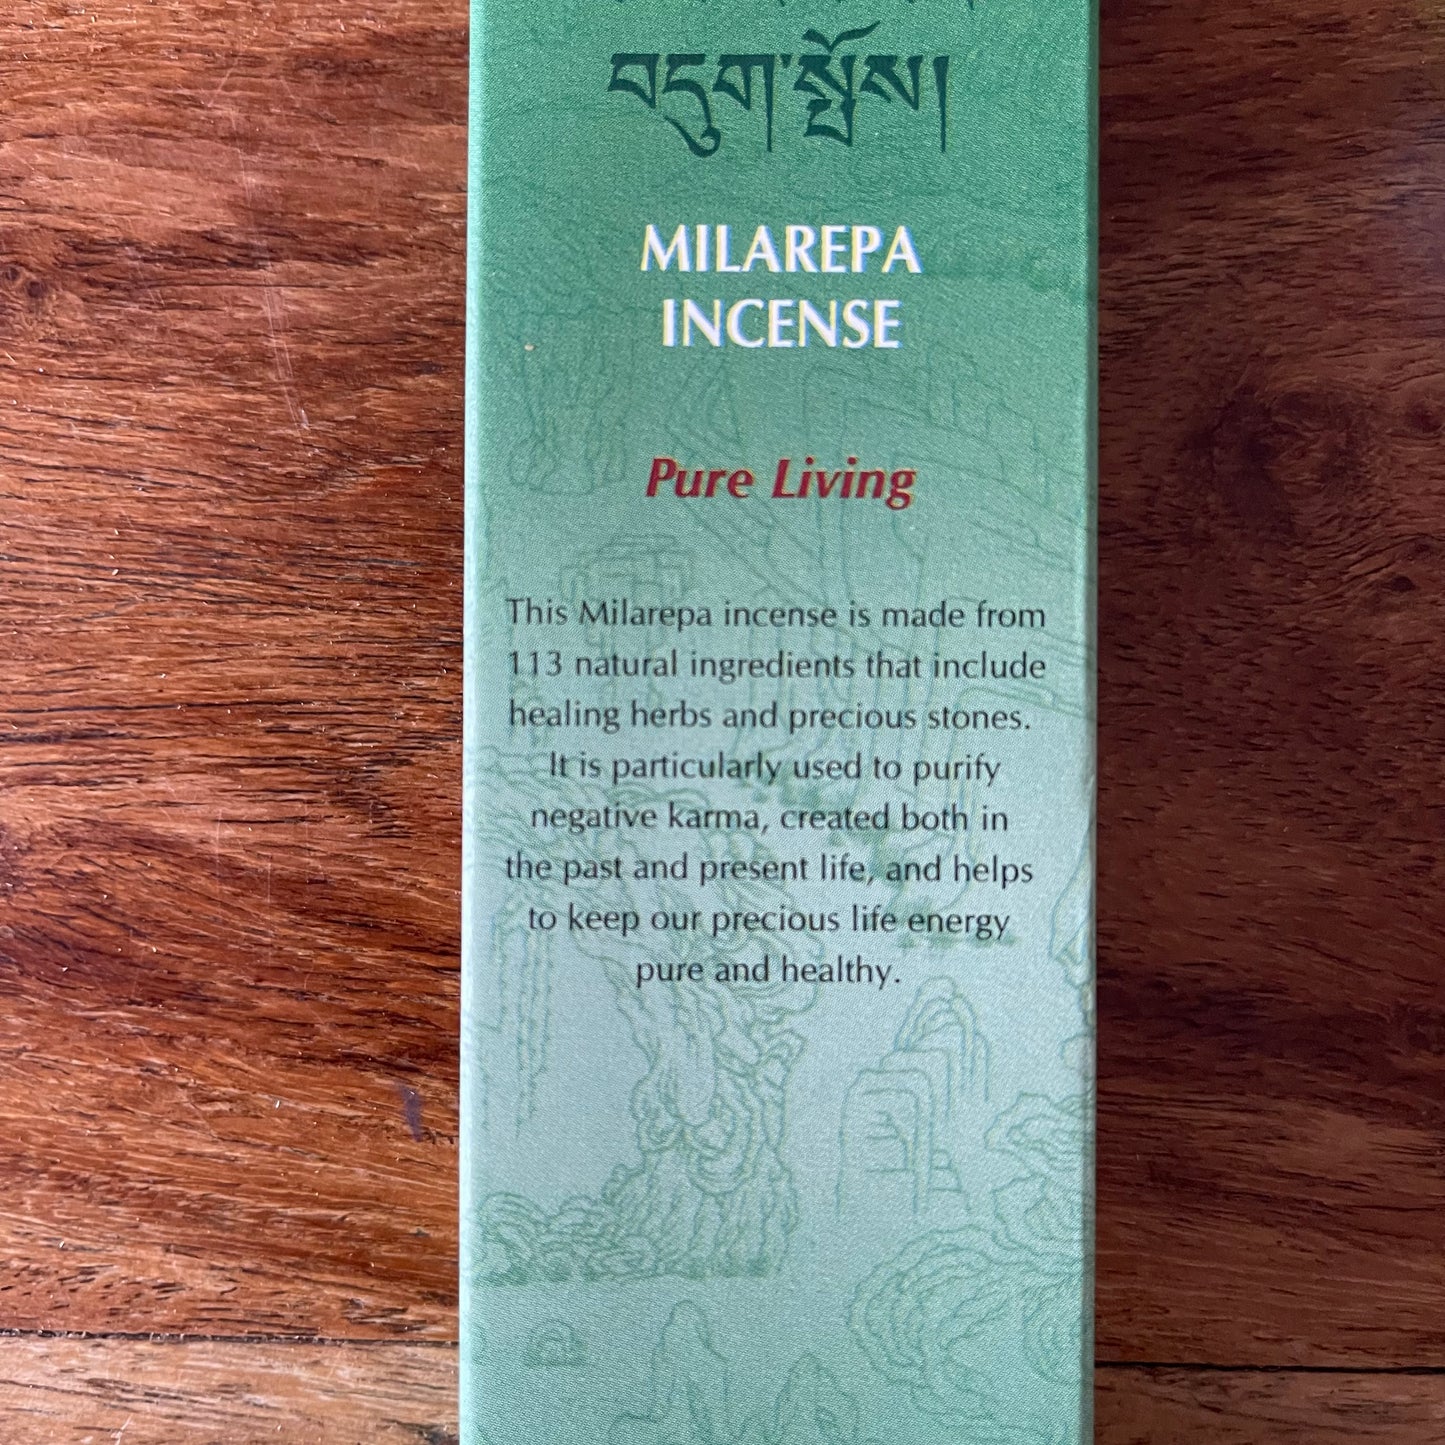 བདུག་སྤོས།
MILAREPA
INCENSE
Pure Living
This Milarepa incense is made from
113 natural ingredients that include
healing herbs and precious stones.
It is particularly used to purify
negative karma, created both in
the past and present life, and helps
to keep our precious life energy
pure and healthy.